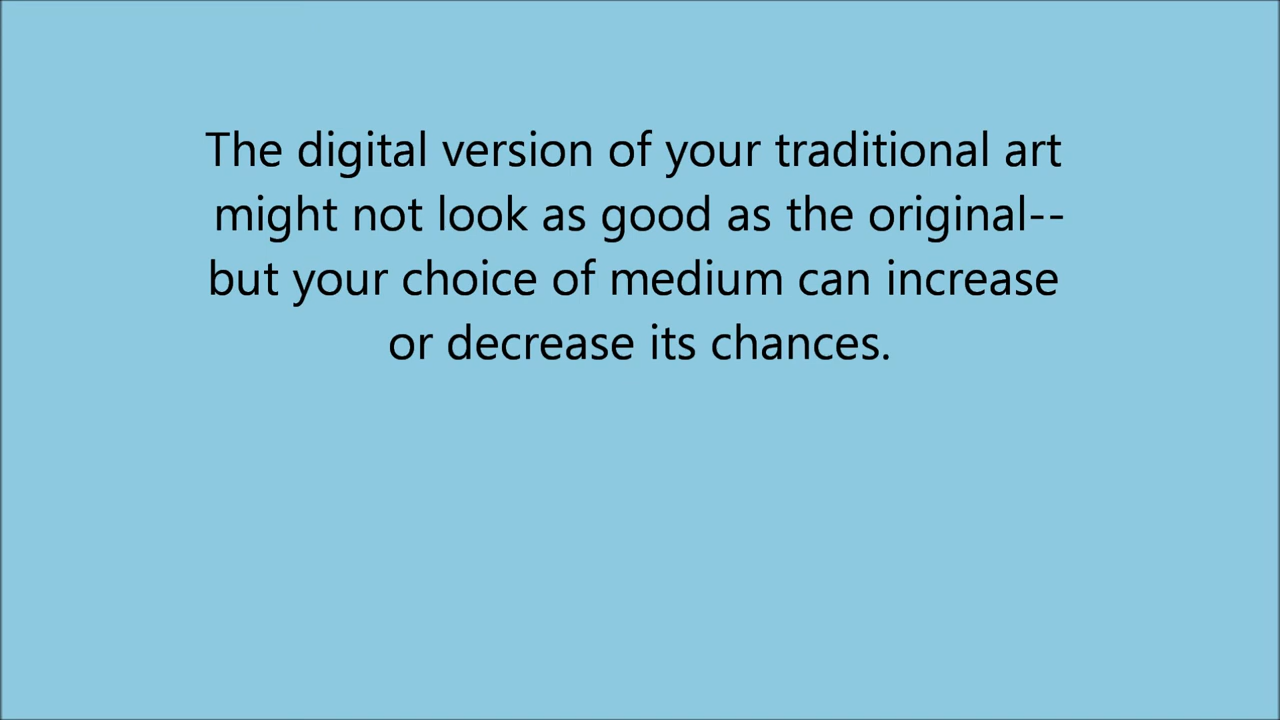 The digital version of your traditional art
might not look as good as the original--
but your choice of medium can increase
or decrease its chances.